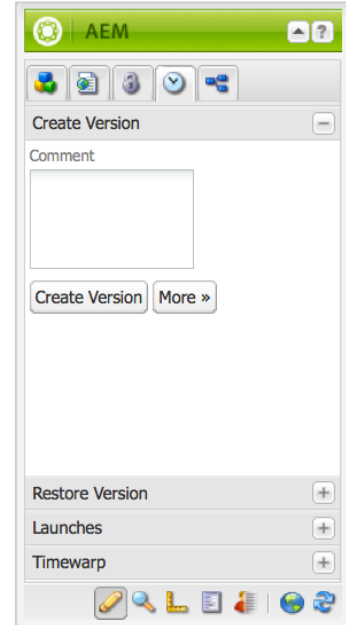 AEM
?
Create Version
Comment
Create Version More »
Restore Version
Launches
Timewarp